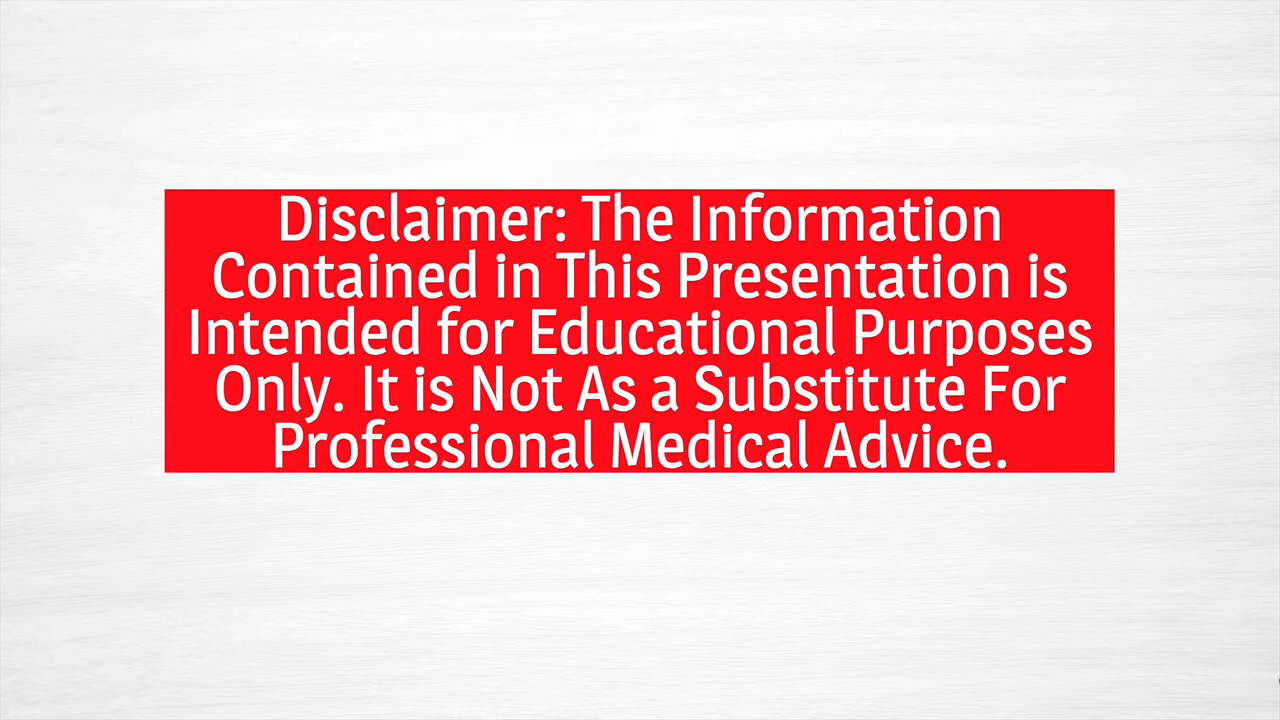 Disclaimer: The Information
Contained in This Presentation is
Intended for Educational Purposes
Only. It is Not As a Substitute For
Professional Medical Advice.